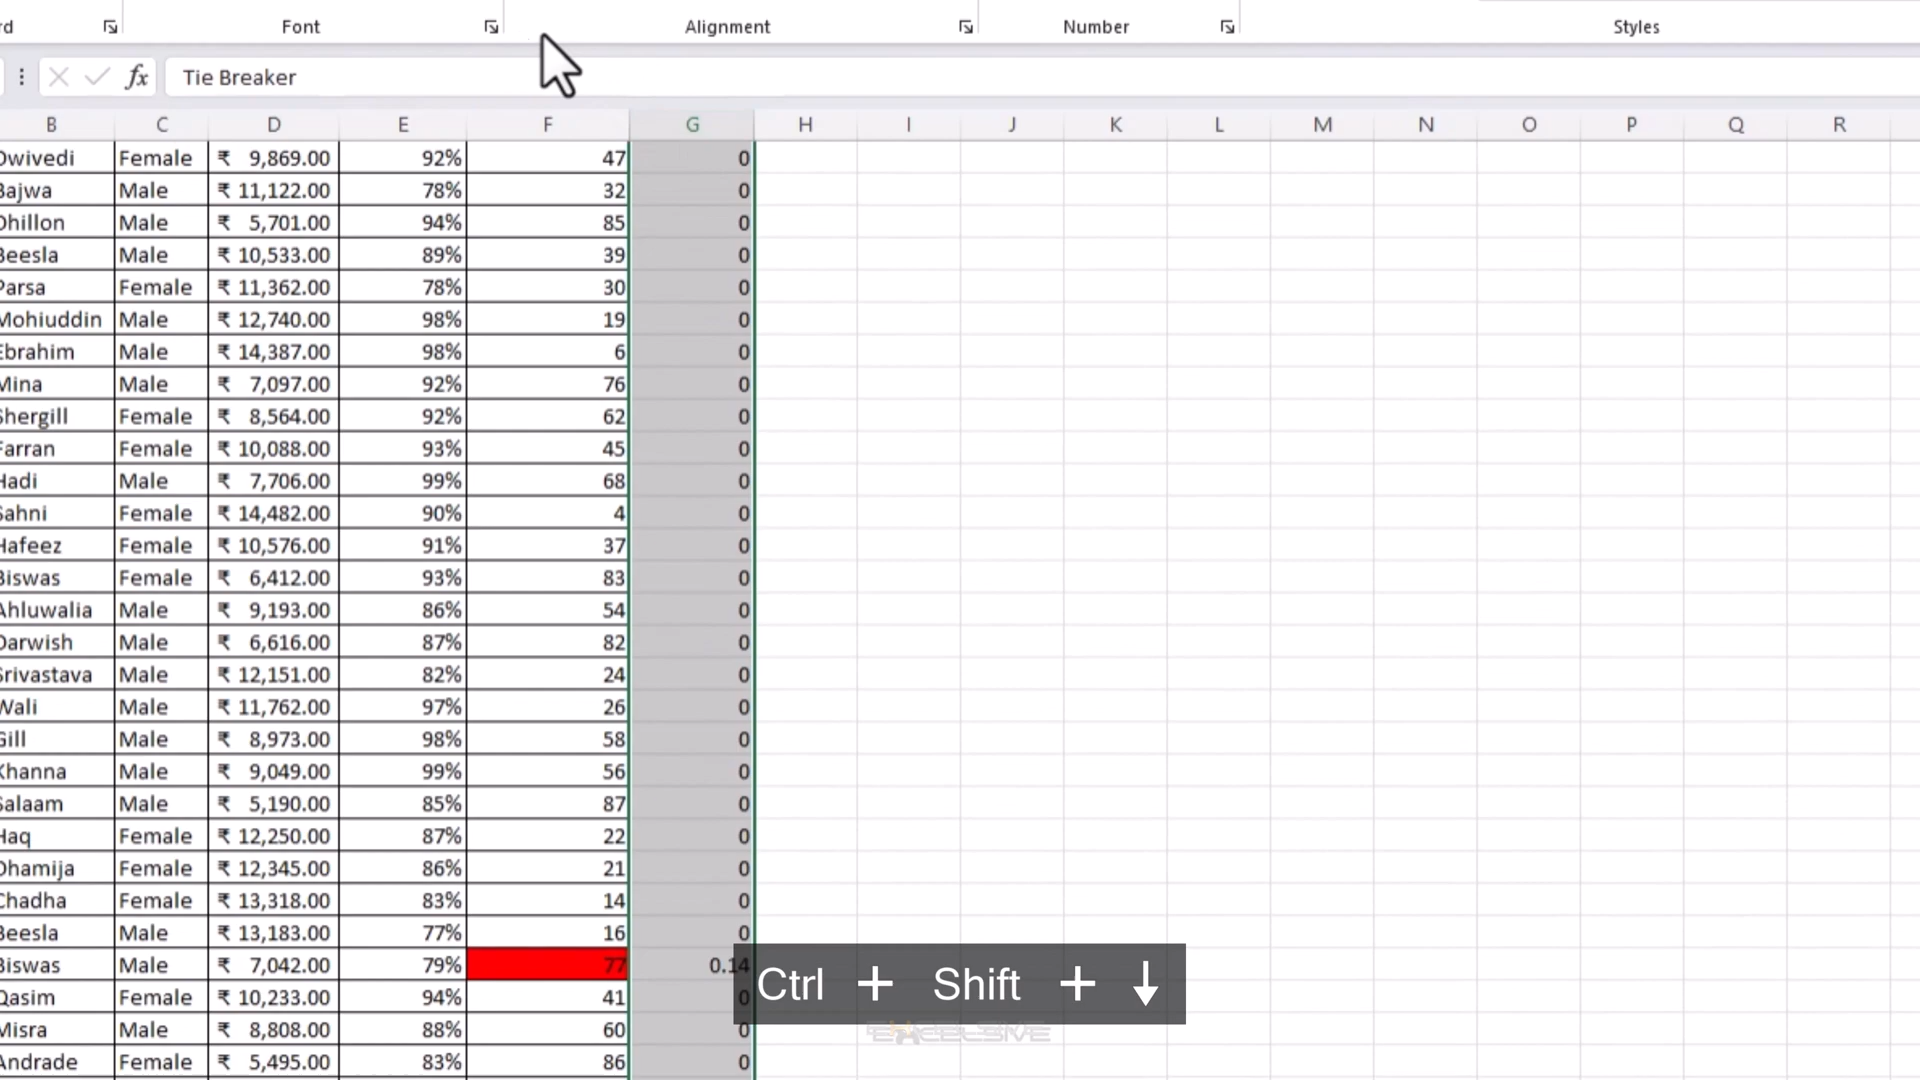 rd Font Alignment Number Styles
fx Tie Breaker
B C D E F G H I J K L M N O P Q R
Dwivedi Female ₹ 9,869.00 92% 47 0
Bajwa Male ₹ 11,122.00 78% 32 0
Dhillon Male ₹ 5,701.00 94% 85 0
Beesla Male ₹ 10,533.00 89% 39 0
Parsa Female ₹ 11,362.00 78% 30 0
Mohiuddin Male ₹ 12,740.00 98% 19 0
Ebrahim Male ₹ 14,387.00 98% 6 0
Mina Male ₹ 7,097.00 92% 76 0
Shergill Female ₹ 8,564.00 92% 62 0
Farran Female ₹ 10,088.00 93% 45 0
Hadi Male ₹ 7,706.00 99% 68 0
Sahni Female ₹ 14,482.00 90% 4 0
Hafeez Female ₹ 10,576.00 91% 37 0
Biswas Female ₹ 6,412.00 93% 83 0
Ahluwalia Male ₹ 9,193.00 86% 54 0
Darwish Male ₹ 6,616.00 87% 82 0
Srivastava Male ₹ 12,151.00 82% 24 0
Wali Male ₹ 11,762.00 97% 26 0
Gill Male ₹ 8,973.00 98% 58 0
Khanna Male ₹ 9,049.00 99% 56 0
Salaam Male ₹ 5,190.00 85% 87 0
Haq Female ₹ 12,250.00 87% 22 0
Dhamija Female ₹ 12,345.00 86% 21 0
Chadha Female ₹ 13,318.00 83% 14 0
Beesla Male ₹ 13,183.00 77% 16 0
Biswas Male ₹ 7,042.00 79% 77 0.14
Ctrl + Shift + ↓
Qasim Female ₹ 10,233.00 94% 41 0
Misra Male ₹ 8,808.00 88% 60 0
EXCELSIVE
Andrade Female ₹ 5,495.00 83% 86 0